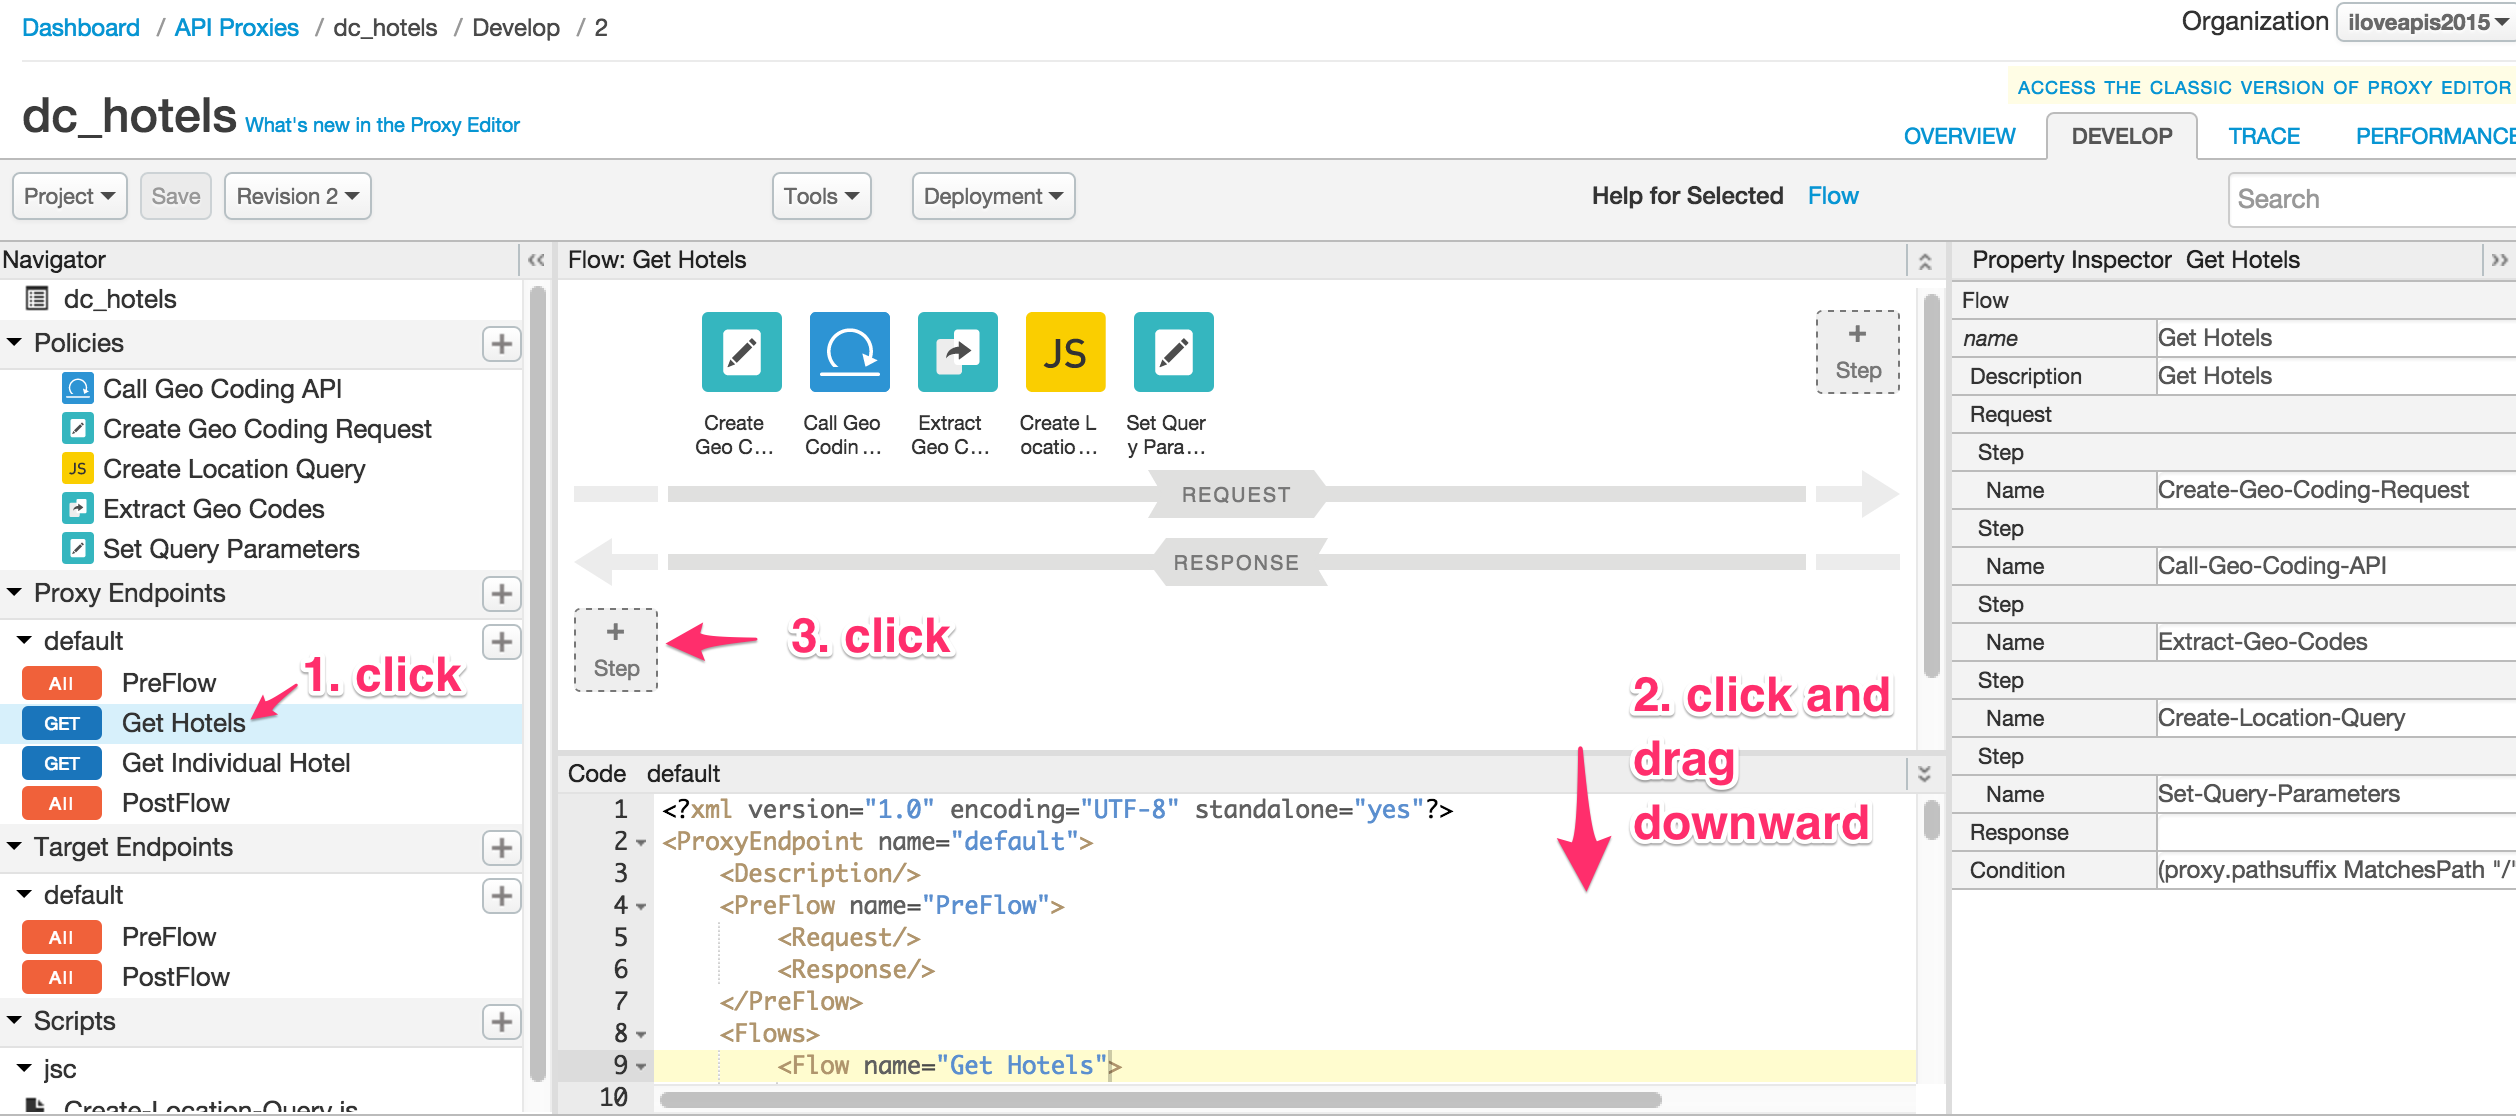 Dashboard / API Proxies / dc_hotels / Develop / 2
Organization iloveapis2015
ACCESS THE CLASSIC VERSION OF PROXY EDITOR
dc_hotels What's new in the Proxy Editor
OVERVIEW DEVELOP TRACE PERFORMANCE
Project Save Revision 2 Tools Deployment Help for Selected Flow Search
Navigator
dc_hotels
Policies
Call Geo Coding API
Create Geo Coding Request
JS Create Location Query
Extract Geo Codes
Set Query Parameters
Proxy Endpoints
default
All PreFlow
GET Get Hotels
1. click
GET Get Individual Hotel
All PostFlow
Target Endpoints
default
All PreFlow
All PostFlow
Scripts
jsc
Create-Location-Query.js
Flow: Get Hotels
JS
+
Step
Create
Geo C...
Call Geo
Codin ...
Extract
Geo C...
Create L
ocatio ...
Set Quer
y Para...
REQUEST
RESPONSE
+
Step
3. click
2. click and
drag
downward
Code default
1 <?xml version="1.0" encoding="UTF-8" standalone="yes"?>
2 <ProxyEndpoint name="default">
3 <Description/>
4 <PreFlow name="PreFlow">
5 <Request/>
6 <Response/>
7 </PreFlow>
8 <Flows>
9 <Flow name="Get Hotels">
10
Property Inspector Get Hotels
Flow
name Get Hotels
Description Get Hotels
Request
Step
Name Create-Geo-Coding-Request
Step
Name Call-Geo-Coding-API
Step
Name Extract-Geo-Codes
Step
Name Create-Location-Query
Step
Name Set-Query-Parameters
Response
Condition (proxy.pathsuffix MatchesPath "/"